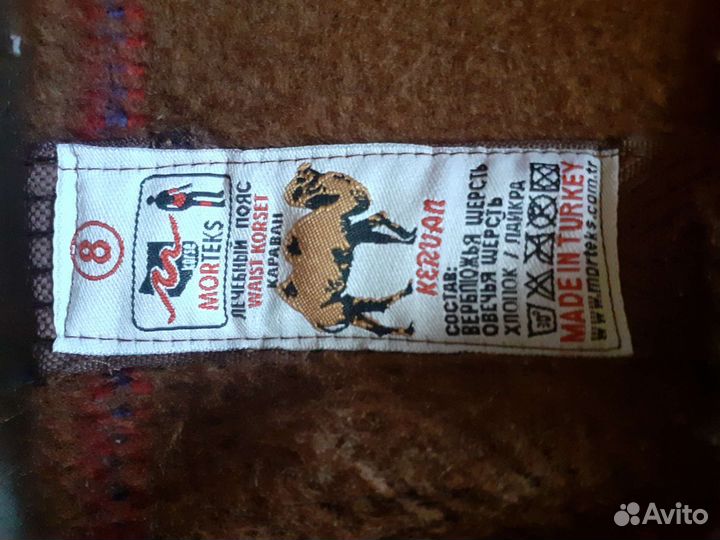 8
MORTEKS
ЛЕЧЕБНЫЙ ПОЯС
WAIST KORSET
КАРАВАН
KERVAN
СОСТАВ:
ВЕРБЛЮЖЬЯ ШЕРСТЬ
ОВЕЧЬЯ ШЕРСТЬ
ХЛОПОК / ЛАЙКРА
30°
MADE IN TURKEY
www.morteks.com.tr
Avito